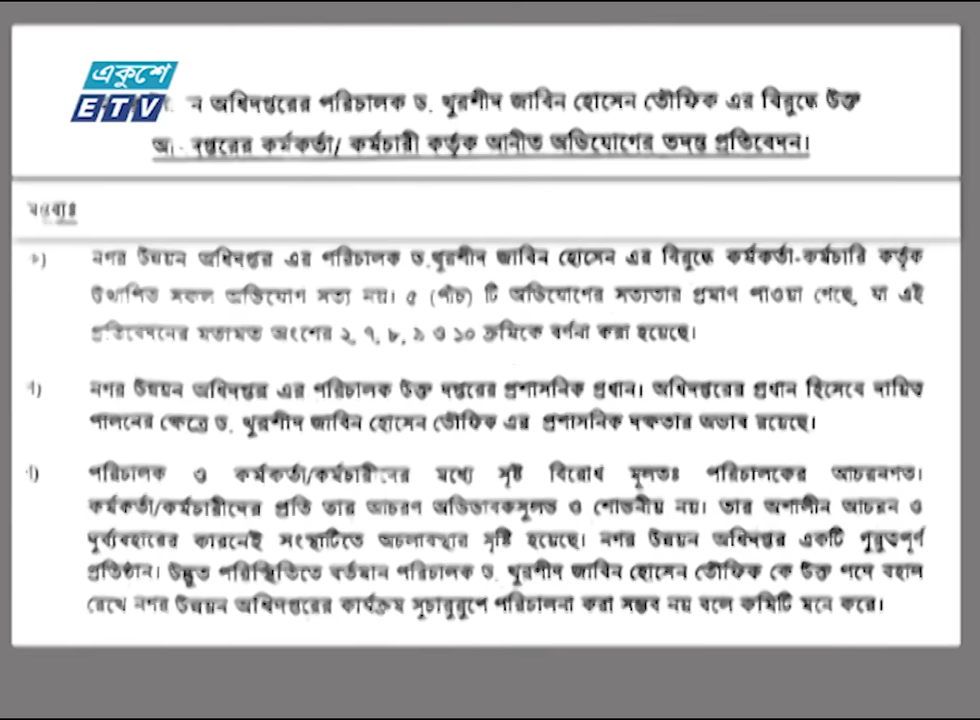 একুশে
ETV
ন অধিদপ্তরের পরিচালক ড. খুরশীদ জাবিন হোসেন তৌফিক এর বিরুদ্ধে উক্ত
দপ্তরের কর্মকর্তা/ কর্মচারী কর্তৃক আনীত অভিযোগের তদন্ত প্রতিবেদন।
মন্তব্যঃ
ক) নগর উন্নয়ন অধিদপ্তর এর পরিচালক ড.খুরশীদ জাবিন হোসেন এর বিরুদ্ধে কর্মকর্তা-কর্মচারি কর্তৃক
উত্থাপিত সকল অভিযোগ সত্য নয়। ৫ (পাঁচ) টি অভিযোগের সত্যতার প্রমাণ পাওয়া গেছে, যা এই
প্রতিবেদনের মতামত অংশের ২, ৭, ৮, ৯ ও ১০ ক্রমিকে বর্ণনা করা হয়েছে।
নগর উন্নয়ন অধিদপ্তর এর পরিচালক উক্ত দপ্তরের প্রশাসনিক প্রধান। অধিদপ্তরের প্রধান হিসেবে দায়িত্ব
পালনের ক্ষেত্রে ড. খুরশীদ জাবিন হোসেন তৌফিক এর প্রশাসনিক দক্ষতার অভাব রয়েছে।
পরিচালক ও কর্মকর্তা/কর্মচারীদের মধ্যে সৃষ্ট বিরোধ মূলতঃ পরিচালকের আচরনগত।
কর্মকর্তা/কর্মচারীদের প্রতি তার আচরণ অভিভাবকসুলভ ও শোভনীয় নয়। তার অশালীন আচরন ও
দুর্ব্যবহারের কারনেই সংস্থাটিতে অচলাবস্থার সৃষ্টি হয়েছে। নগর উন্নয়ন অধিদপ্তর একটি গুরুত্বপূর্ণ
প্রতিষ্ঠান। উদ্ভুত পরিস্থিতিতে বর্তমান পরিচালক ড. খুরশীদ জাবিন হোসেন তৌফিক কে উক্ত পদে বহাল
রেখে নগর উন্নয়ন অধিদপ্তরের কার্যক্রম সুচারুরুপে পরিচালনা করা সম্ভব নয় বলে কমিটি মনে করে।